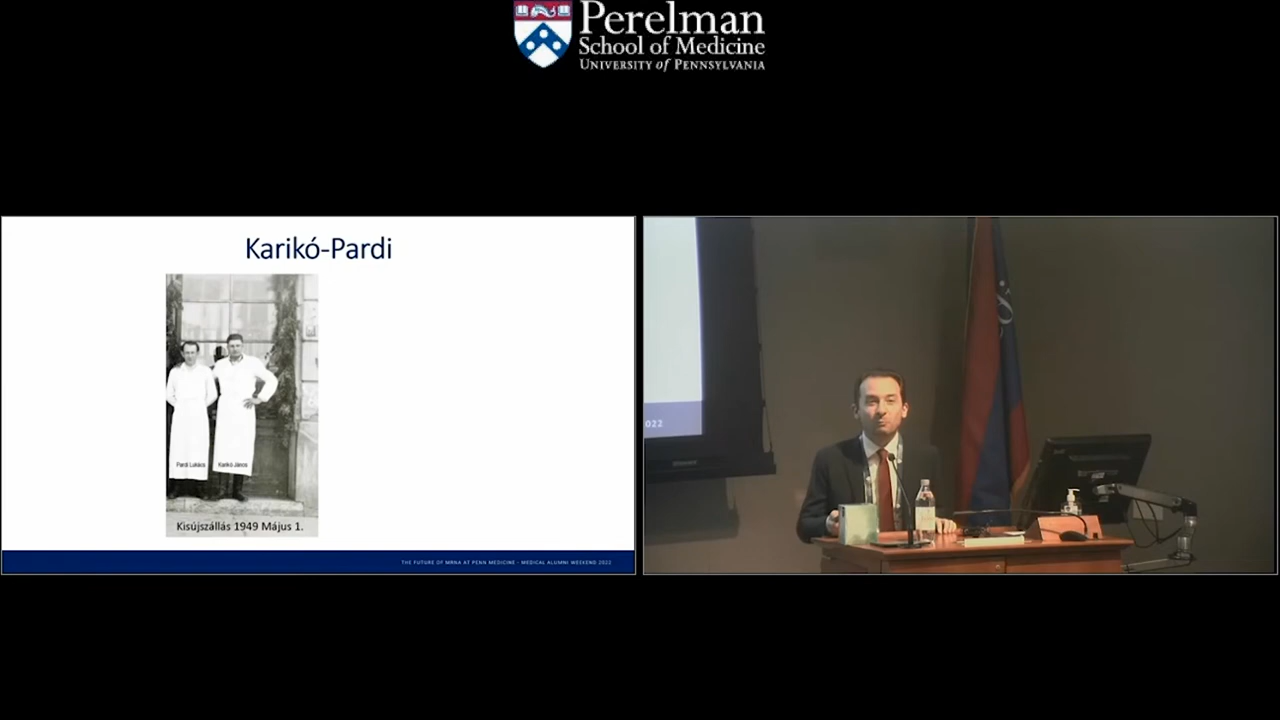 Perelman
School of Medicine
UNIVERSITY of PENNSYLVANIA
Karikó-Pardi
Pardi Lukács
Karikó János
Kisújszállás 1949 Május 1.
THE FUTURE OF MRNA AT PENN MEDICINE - MEDICAL ALUMNI WEEKEND 2022
022